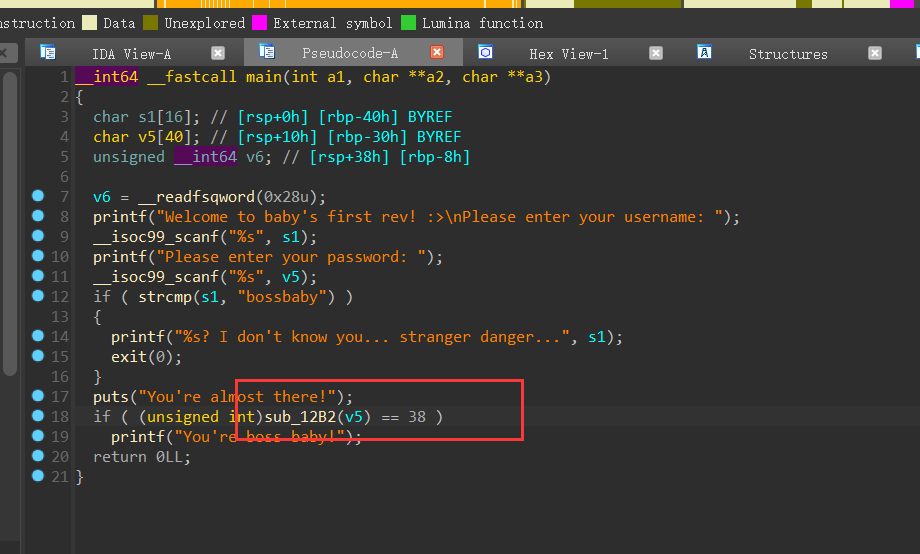 nstruction Data Unexplored External symbol Lumina function
IDA View-A Pseudocode-A Hex View-1 Structures
1 __int64 __fastcall main(int a1, char **a2, char **a3)
2 {
3 char s1[16]; // [rsp+0h] [rbp-40h] BYREF
4 char v5[40]; // [rsp+10h] [rbp-30h] BYREF
5 unsigned __int64 v6; // [rsp+38h] [rbp-8h]
6
7 v6 = __readfsqword(0x28u);
8 printf("Welcome to baby's first rev! :>\nPlease enter your username: ");
9 __isoc99_scanf("%s", s1);
10 printf("Please enter your password: ");
11 __isoc99_scanf("%s", v5);
12 if ( strcmp(s1, "bossbaby") )
13 {
14 printf("%s? I don't know you... stranger danger...", s1);
15 exit(0);
16 }
17 puts("You're almost there!");
18 if ( (unsigned int)sub_12B2(v5) == 38 )
19 printf("You're boss baby!");
20 return 0LL;
21 }